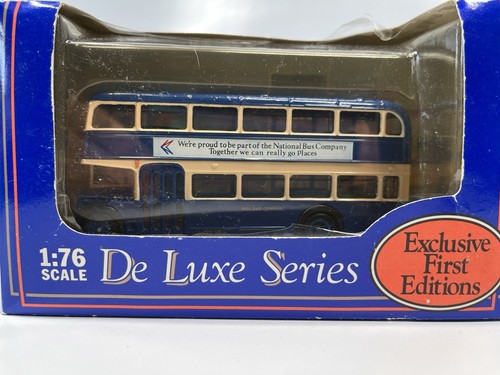 We're proud to be part of the National Bus Company
Together we can really go Places
1:76
SCALE
De Luxe Series
Exclusive
First
Editions